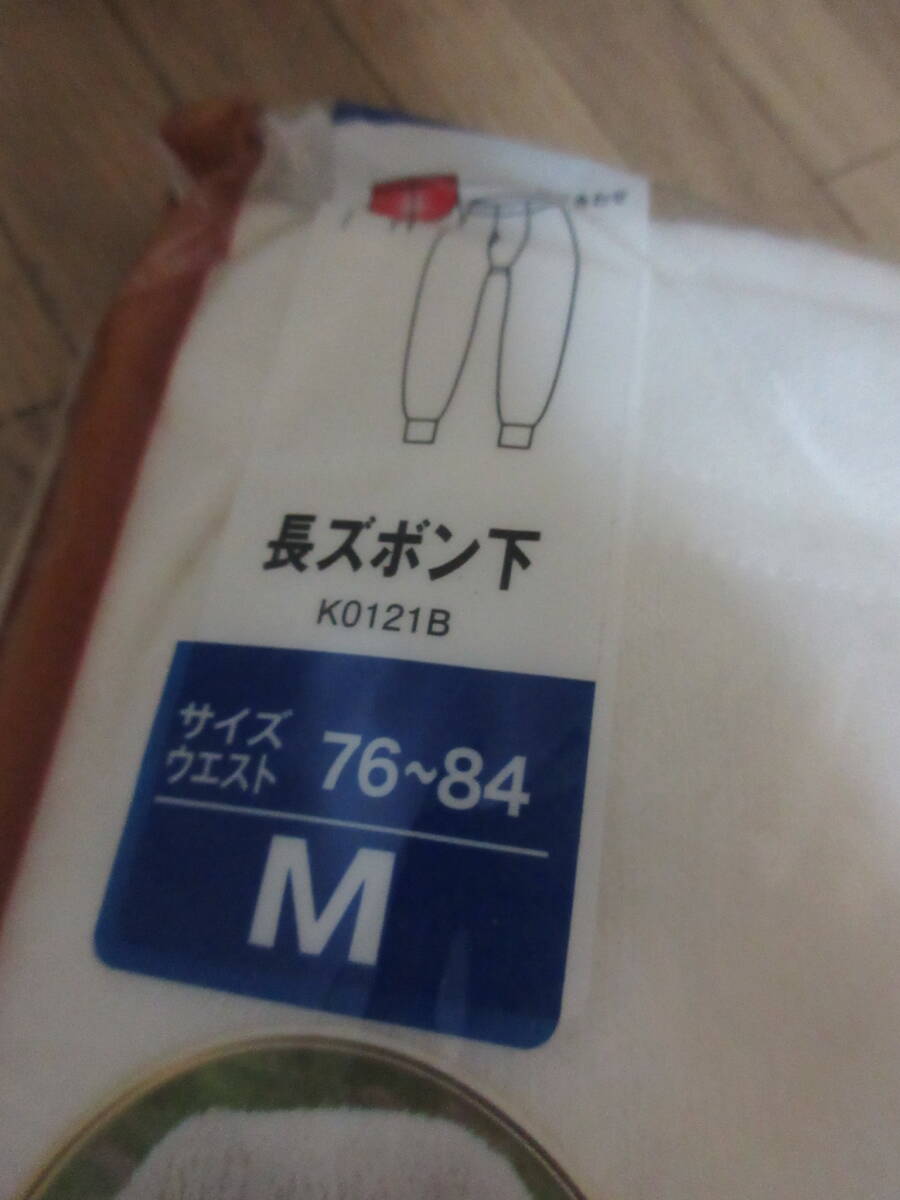 長ズボン下
K0121B
サイズ
ウエスト 76~84
M